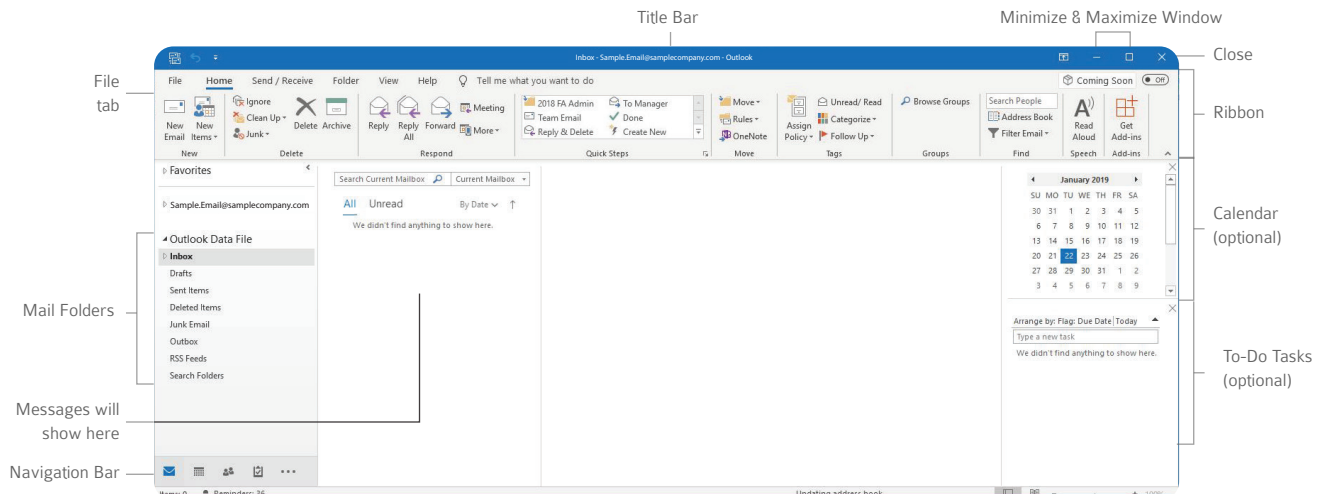 Title Bar
Minimize & Maximize Window
Inbox - Sample.Email@samplecompany.com - Outlook
Close
File
tab
File Home Send / Receive Folder View Help Tell me what you want to do
Coming Soon Off
Ribbon
New
Email
New
Items
New
Ignore
Clean Up
Junk
Delete
Archive
Delete
Reply
Reply
All
Forward
Meeting
More
Respond
2018 FA Admin
Team Email
Reply & Delete
To Manager
Done
Create New
Quick Steps
Move
Rules
OneNote
Move
Assign
Policy
Unread/ Read
Categorize
Follow Up
Tags
Browse Groups
Groups
Search People
Address Book
Filter Email
Find
Read
Aloud
Speech
Get
Add-ins
Add-ins
Favorites
Sample.Email@samplecompany.com
Outlook Data File
Inbox
Drafts
Sent Items
Deleted Items
Junk Email
Outbox
RSS Feeds
Search Folders
Mail Folders
Search Current Mailbox Current Mailbox
All Unread By Date
We didn't find anything to show here.
Messages will
show here
Navigation Bar
January 2019
SU MO TU WE TH FR SA
30 31 1 2 3 4 5
6 7 8 9 10 11 12
13 14 15 16 17 18 19
20 21 22 23 24 25 26
27 28 29 30 31 1 2
3 4 5 6 7 8 9
Calendar
(optional)
Arrange by: Flag: Due Date Today
Type a new task
We didn't find anything to show here.
To-Do Tasks
(optional)
Items: 0 Reminders: 36 Updating address book 100%